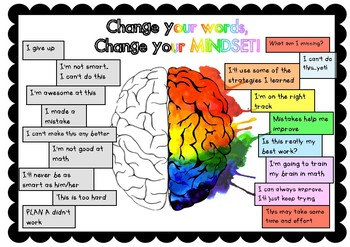 Change your words,
Change your MINDSET!
I give up
I'm not smart..
I can't do this
I'm awesome at this
I made a
mistake
I can't make this any better
I'm not good at
math
I'll never be as
smart as him/her
This is too hard
PLAN A didn't
work
What am I missing?
I can't do
this...yet!
I'll use some of the
strategies I learned
I'm on the right
track
Mistakes help me
improve
Is this really my
best work?
I'm going to train
my brain in math
I can always improve,
I'll just keep trying
This may take some
time and effort